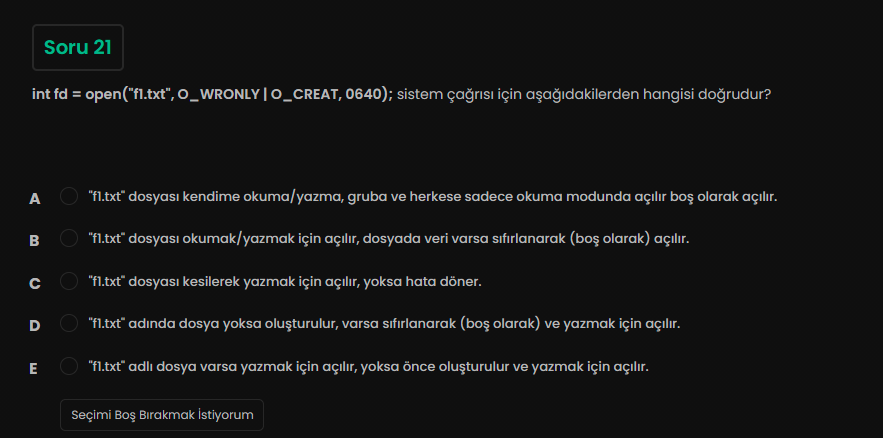 Soru 21
int fd = open("f1.txt", O_WRONLY | O_CREAT, 0640); sistem çağrısı için aşağıdakilerden hangisi doğrudur?
A "f1.txt" dosyası kendime okuma/yazma, gruba ve herkese sadece okuma modunda açılır boş olarak açılır.
B "f1.txt" dosyası okumak/yazmak için açılır, dosyada veri varsa sıfırlanarak (boş olarak) açılır.
C "f1.txt" dosyası kesilerek yazmak için açılır, yoksa hata döner.
D "f1.txt" adında dosya yoksa oluşturulur, varsa sıfırlanarak (boş olarak) ve yazmak için açılır.
E "f1.txt" adlı dosya varsa yazmak için açılır, yoksa önce oluşturulur ve yazmak için açılır.
Seçimi Boş Bırakmak İstiyorum